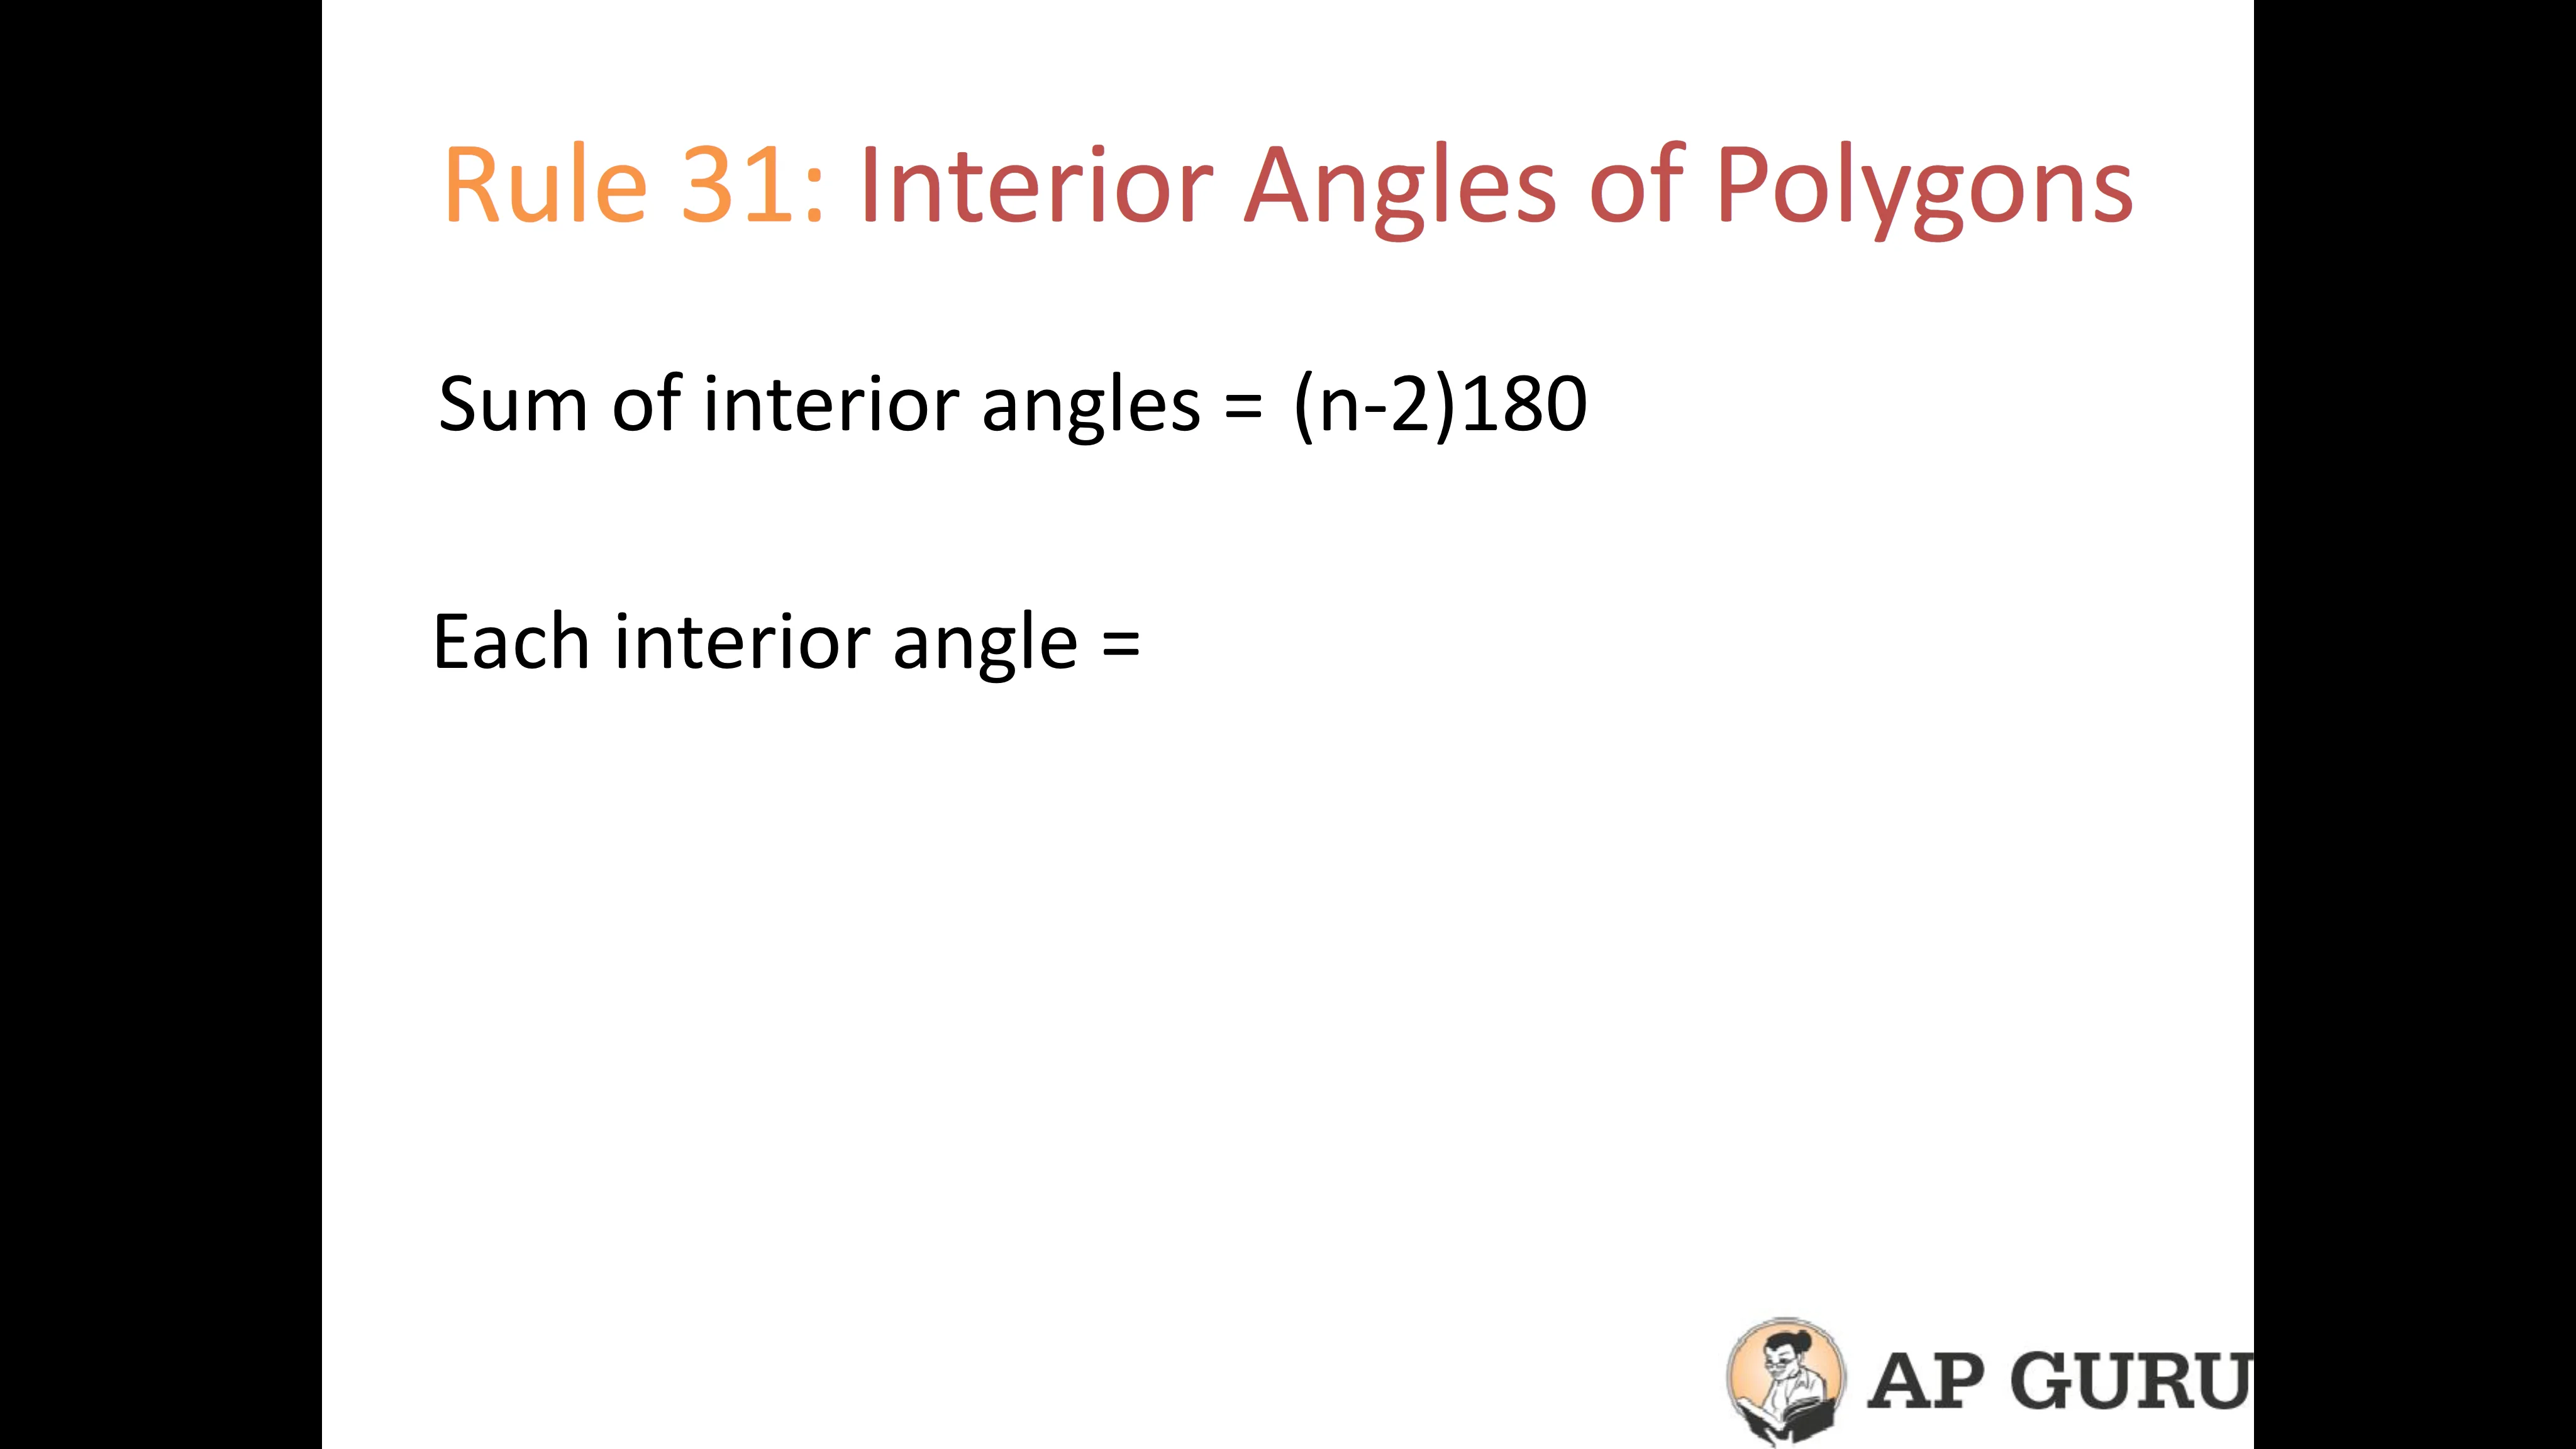 Rule 31: Interior Angles of Polygons
Sum of interior angles = (n-2)180
Each interior angle =
AP GURU